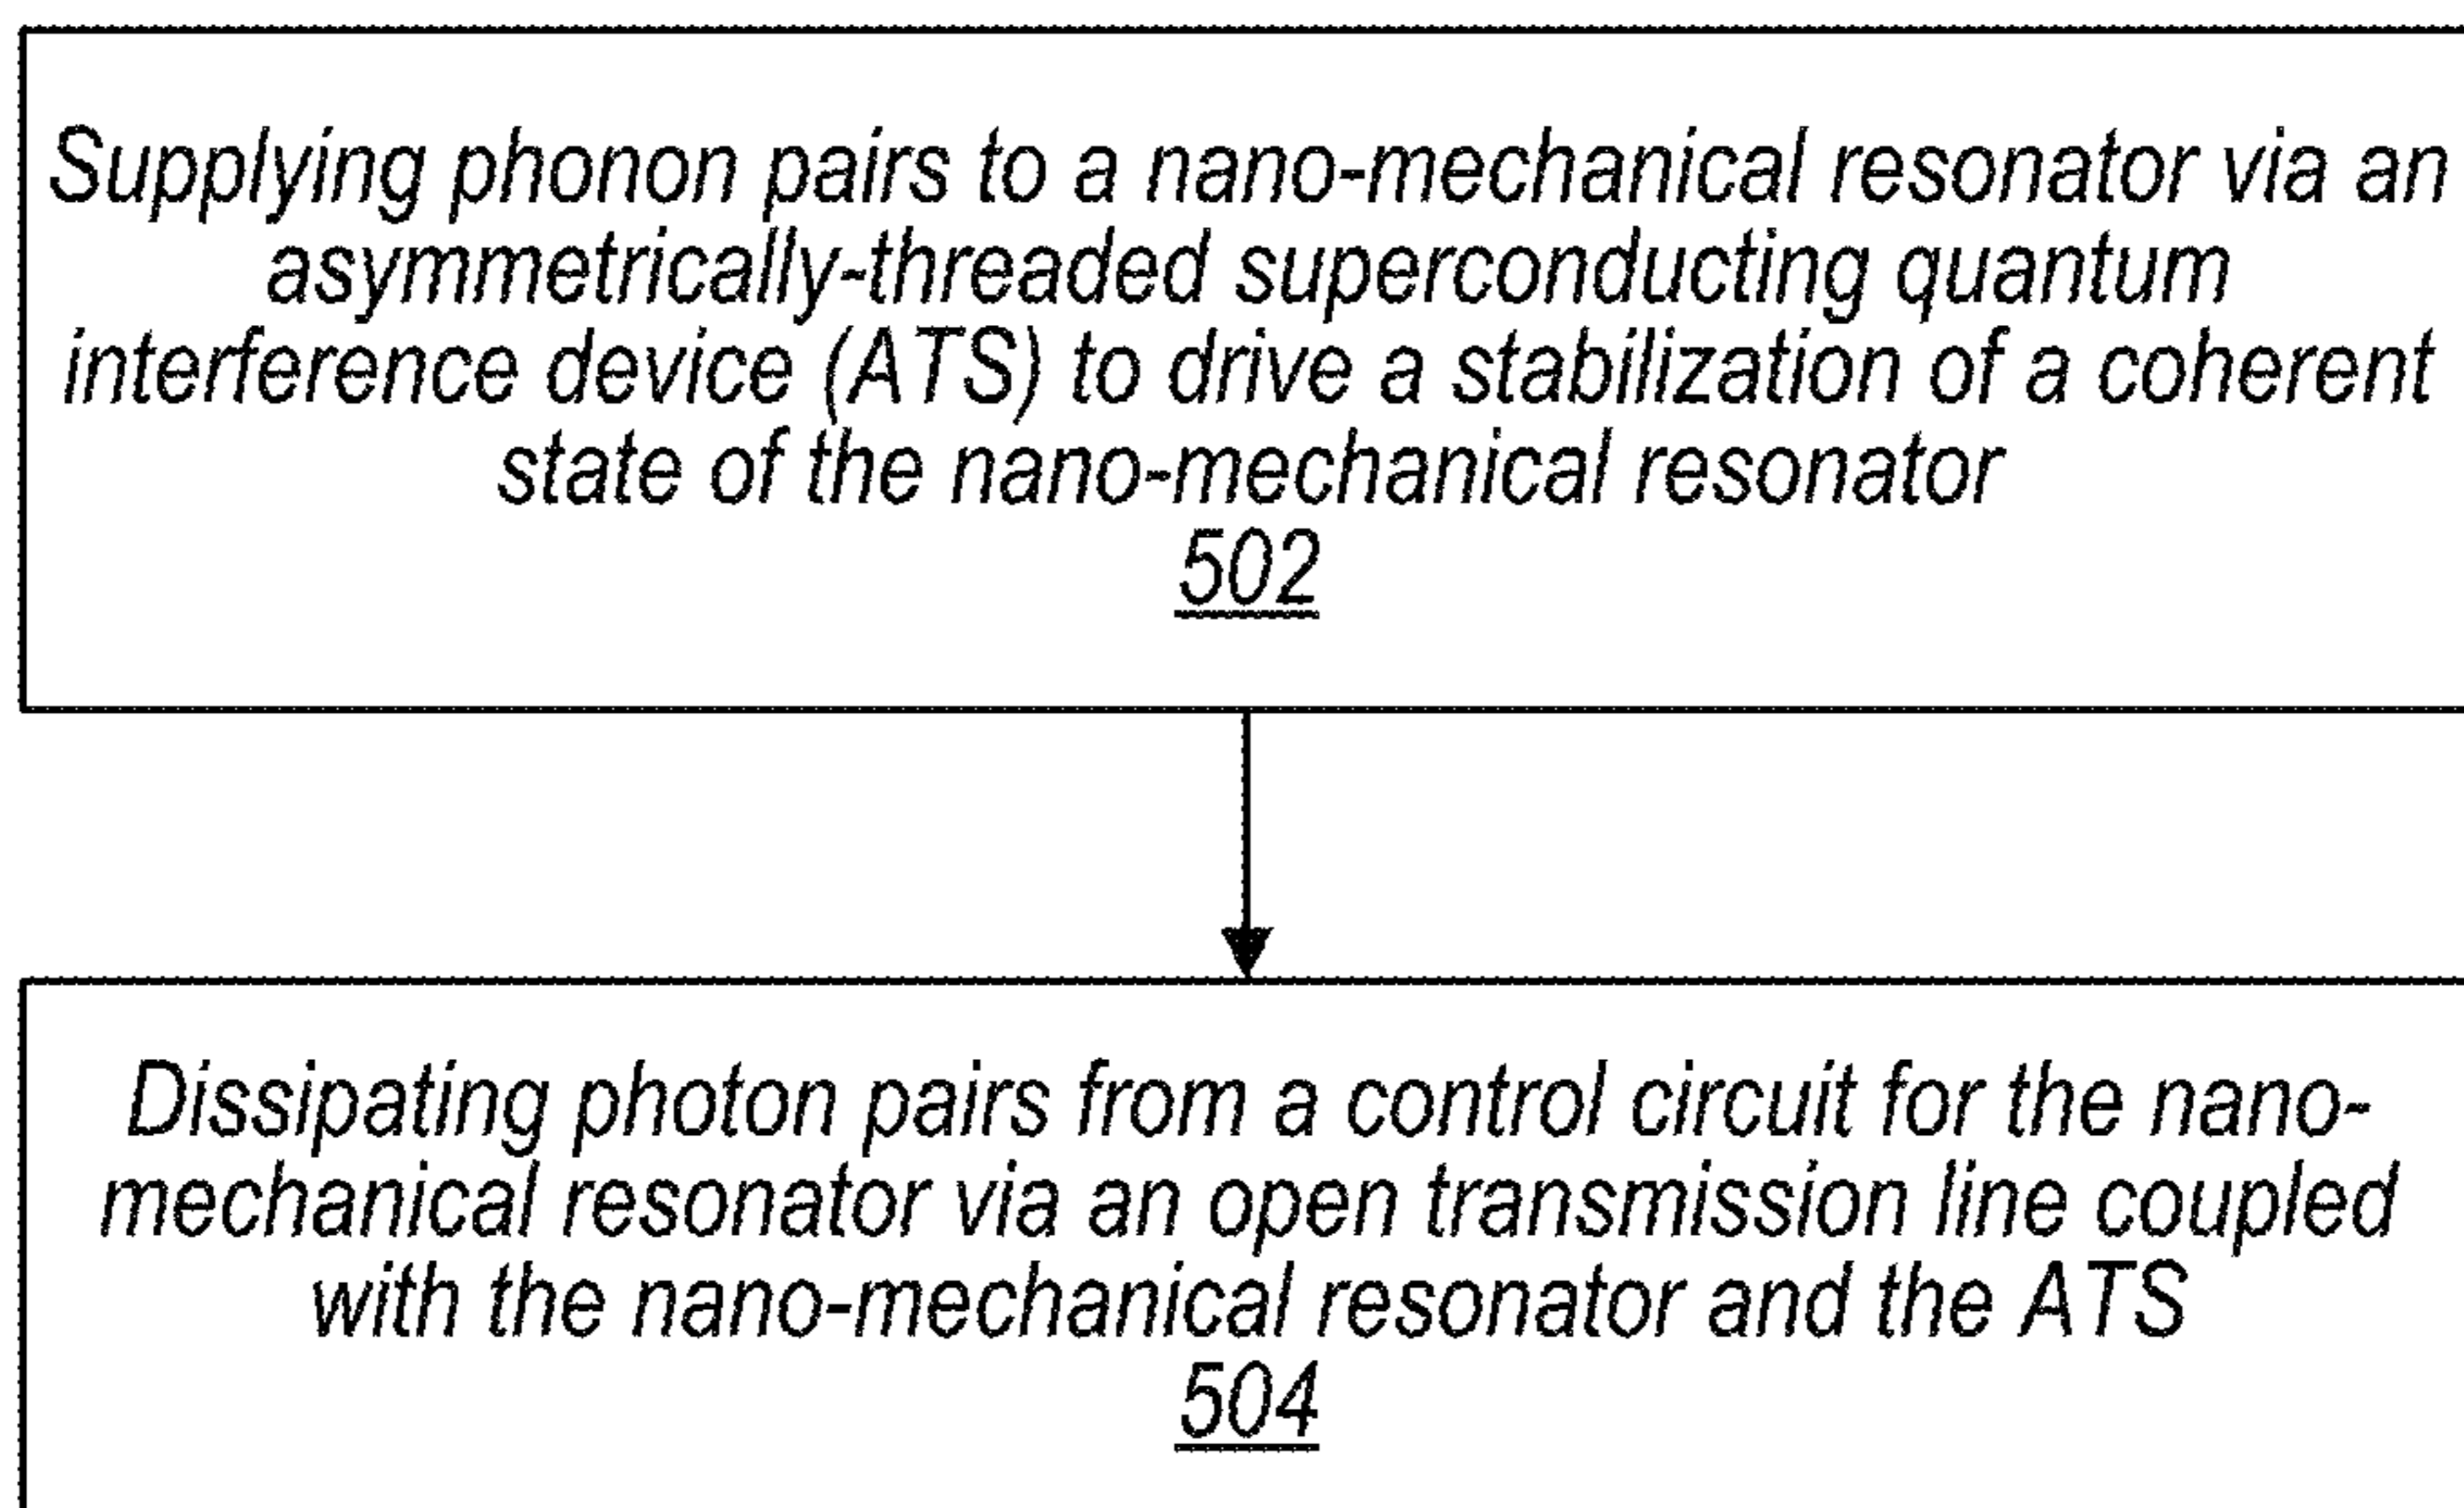 Supplying phonon pairs to a nano-mechanical resonator via an
asymmetrically-threaded superconducting quantum
interference device (ATS) to drive a stabilization of a coherent
state of the nano-mechanical resonator
502
Dissipating photon pairs from a control circuit for the nano-
mechanical resonator via an open transmission line coupled
with the nano-mechanical resonator and the ATS
504